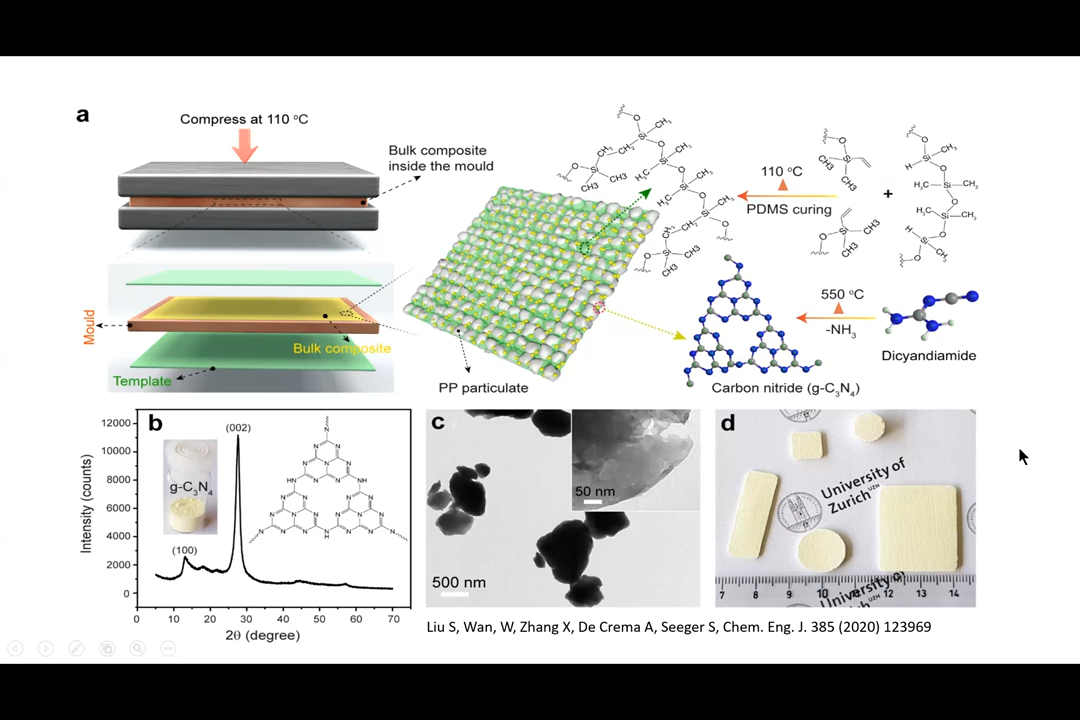 a
Compress at 110 °C
Bulk composite
inside the mould
Mould
Bulk composite
Template
PP particulate
110 °C
PDMS curing
+
550 °C
-NH₃
Dicyandiamide
Carbon nitride (g-C₃N₄)
b
12000
10000
8000
6000
4000
2000
0
Intensity (counts)
g-C₃N₄
(100)
(002)
0 10 20 30 40 50 60 70
2θ (degree)
c
50 nm
500 nm
d
University of
Zurich UZH
University of
7 8 9 10 11 12 13 14
Liu S, Wan, W, Zhang X, De Crema A, Seeger S, Chem. Eng. J. 385 (2020) 123969